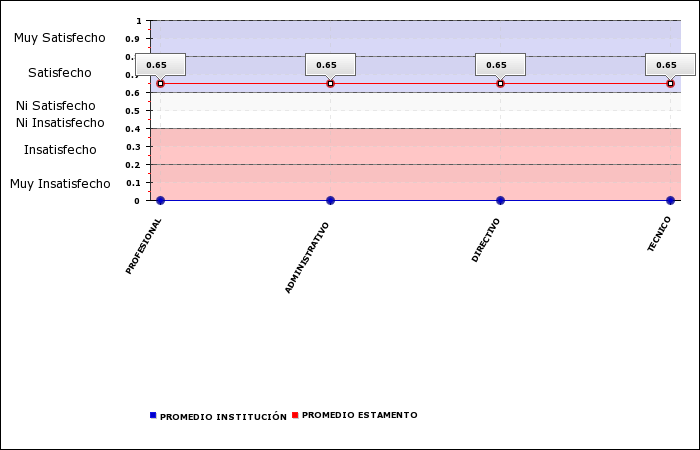 1
Muy Satisfecho
0.9
0.65
0.65
0.65
0.65
Satisfecho
0.6
Ni Satisfecho
0.5
Ni Insatisfecho
0.4
Insatisfecho
0.3
0.2
Muy Insatisfecho
0.1
0
PROFESIONAL
ADMINISTRATIVO
DIRECTIVO
TECNICO
PROMEDIO INSTITUCIÓN
PROMEDIO ESTAMENTO